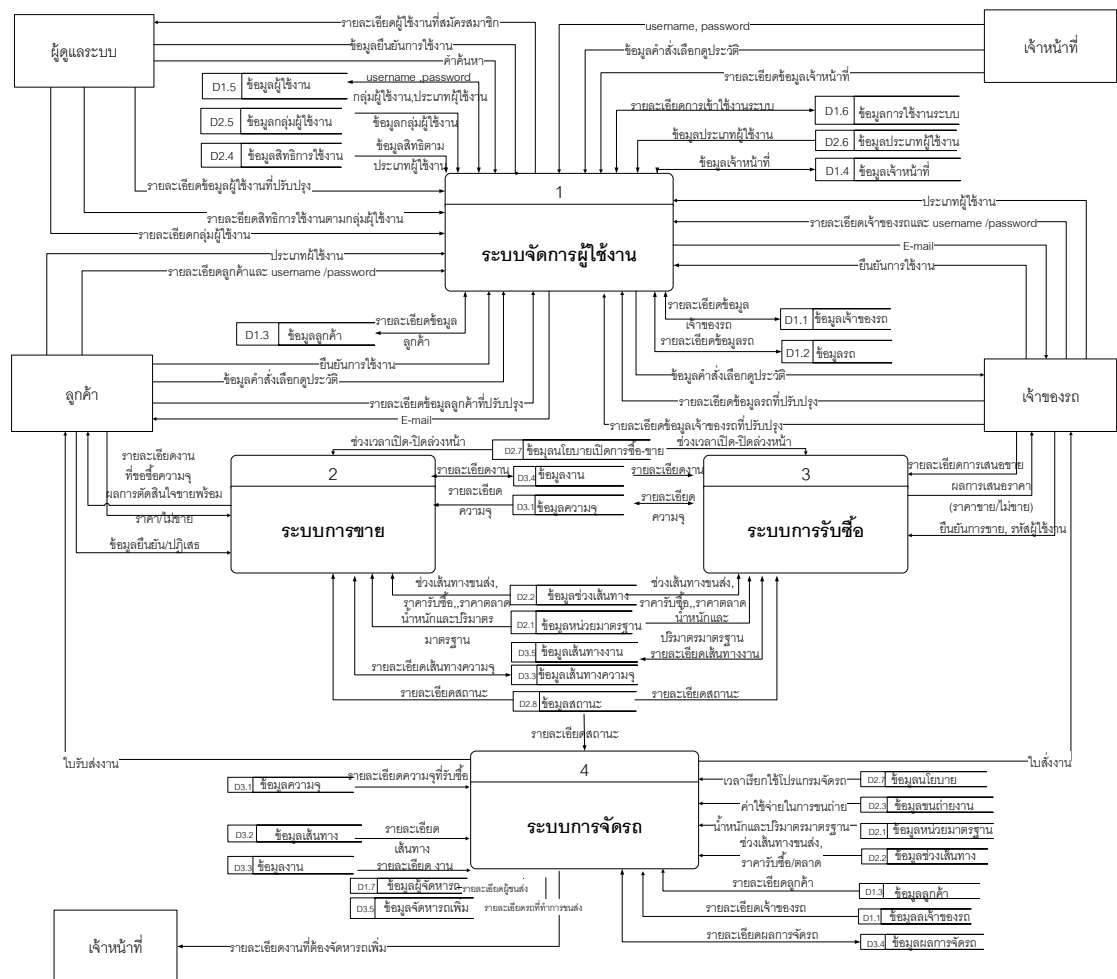 รายละเอียดผู้ใช้งานที่สมัครสมาชิก
username, password
ผู้ดูแลระบบ
ข้อมูลยืนยันการใช้งาน
ข้อมูลคำสั่งเลือกดูประวัติ
เจ้าหน้าที่
คำค้นหา
รายละเอียดข้อมูลเจ้าหน้าที่
D1.5 ข้อมูลผู้ใช้งาน
username ,password
กลุ่มผู้ใช้งาน,ประเภทผู้ใช้งาน
รายละเอียดการเข้าใช้งานระบบ
D1.6 ข้อมูลการใช้งานระบบ
D2.5 ข้อมูลกลุ่มผู้ใช้งาน
ข้อมูลกลุ่มผู้ใช้งาน
ข้อมูลประเภทผู้ใช้งาน
D2.6 ข้อมูลประเภทผู้ใช้งาน
D2.4 ข้อมูลสิทธิการใช้งาน
ข้อมูลสิทธิตาม
ประเภทผู้ใช้งาน
ข้อมูลเจ้าหน้าที่
D1.4 ข้อมูลเจ้าหน้าที่
รายละเอียดข้อมูลผู้ใช้งานที่ปรับปรุง
1
ระบบจัดการผู้ใช้งาน
ประเภทผู้ใช้งาน
รายละอียดสิทธิการใช้งานตามกลุ่มผู้ใช้งาน
รายละเอียดเจ้าของรถและ username /password
รายละเอียดกลุ่มผู้ใช้งาน
E-mail
ประเภทผู้ใช้งาน
ยืนยันการใช้งาน
รายละเอียดลูกค้าและ username /password
D1.3 ข้อมูลลูกค้า
รายละเอียดข้อมูล
ลูกค้า
รายละเอียดข้อมูล
เจ้าของรถ
D1.1 ข้อมูลเจ้าของรถ
รายละเอียดข้อมูลรถ
D1.2 ข้อมูลรถ
ลูกค้า
ยืนยันการใช้งาน
ข้อมูลคำสั่งเลือกดูประวัติ
ข้อมูลคำสั่งเลือกดูประวัติ
เจ้าของรถ
รายละเอียดข้อมูลลูกค้าที่ปรับปรุง
รายละเอียดข้อมูลรถที่ปรับปรุง
E-mail
รายละเอียดข้อมูลเจ้าของรถที่ปรับปรุง
ช่วงเวลาเปิด-ปิดล่วงหน้า
D2.7 ข้อมูลนโยบายเปิดการซื้อ-ขาย
ช่วงเวลาเปิด-ปิดล่วงหน้า
รายละเอียดงาน
ที่ขอซื้อความจุ
ผลการตัดสินใจขายพร้อม
ราคา/ไม่ขาย
ข้อมูลยืนยัน/ปฏิเสธ
2
ระบบการขาย
รายละเอียดงาน
D3.4 ข้อมูลงาน
รายละเอียดงาน
รายละเอียด
ความจุ
D3.1 ข้อมูลความจุ
รายละเอียด
ความจุ
3
ระบบการรับซื้อ
รายละเอียดการเสนอขาย
ผลการเสนอราคา
(ราคาขาย/ไม่ขาย)
ยืนยันการขาย, รหัสผู้ใช้งาน
ช่วงเส้นทางขนส่ง,
ราคารับซื้อ,,ราคาตลาด
D2.2 ข้อมูลช่วงเส้นทาง
ช่วงเส้นทางขนส่ง,
ราคารับซื้อ,,ราคาตลาด
น้ำหนักและปริมาตร
มาตรฐาน
D2.1 ข้อมูลหน่วยมาตรฐาน
น้ำหนักและ
ปริมาตรมาตรฐาน
D3.5 ข้อมูลเส้นทางงาน
รายละเอียดเส้นทางงาน
รายละเอียดเส้นทางความจุ
D3.3 ข้อมูลเส้นทางความจุ
รายละเอียดสถานะ
D2.8 ข้อมูลสถานะ
รายละเอียดสถานะ
รายละเอียดสถานะ
ใบรับส่งงาน
ใบสั่งงาน
4
ระบบการจัดรถ
D3.1 ข้อมูลความจุ
รายละเอียดความจุที่รับซื้อ
เวลาเรียกใช้โปรแกรมจัดรถ
D2.7 ข้อมูลนโยบาย
ค่าใช้จ่ายในการขนถ่าย
D2.3 ข้อมูลขนถ่ายงาน
D3.2 ข้อมูลเส้นทาง
รายละเอียด
เส้นทาง
น้ำหนักและปริมาตรมาตรฐาน
D2.1 ข้อมูลหน่วยมาตรฐาน
ช่วงเส้นทางขนส่ง,
ราคารับซื้อ/ตลาด
D2.2 ข้อมูลช่วงเส้นทาง
D3.3 ข้อมูลงาน
รายละเอียด งาน
D1.7 ข้อมูลผู้จัดหารถ
รายละเอียดผู้ขนส่ง
รายละเอียดลูกค้า
D1.3 ข้อมูลลูกค้า
D3.5 ข้อมูลจัดหารถเพิ่ม
รายละเอียดรถที่ทำการขนส่ง
รายละเอียดเจ้าของรถ
D1.1 ข้อมูลลเจ้าของรถ
รายละเอียดผลการจัดรถ
D3.4 ข้อมูลผลการจัดรถ
เจ้าหน้าที่
รายละเอียดงานที่ต้องจัดหารถเพิ่ม